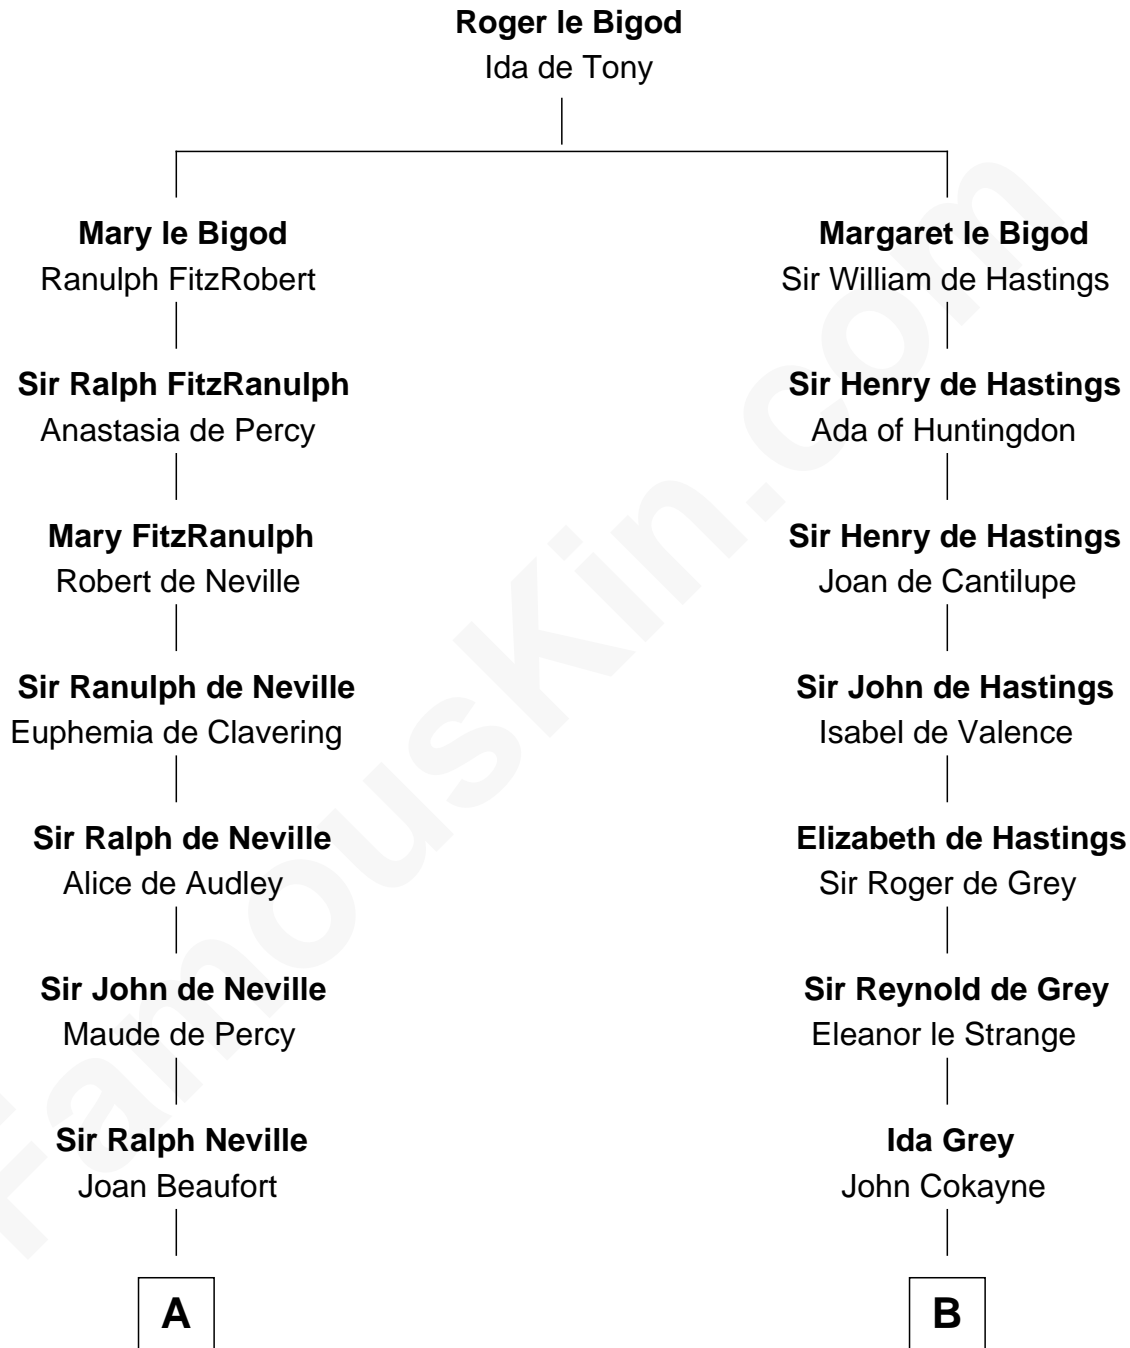 Roger le Bigod
Ida de Tony
Mary le Bigod
Ranulph FitzRobert
Margaret le Bigod
Sir William de Hastings
Sir Ralph FitzRanulph
Anastasia de Percy
Sir Henry de Hastings
Ada of Huntingdon
Mary FitzRanulph
Robert de Neville
Sir Henry de Hastings
Joan de Cantilupe
Sir Ranulph de Neville
Euphemia de Clavering
Sir John de Hastings
Isabel de Valence
Sir Ralph de Neville
Alice de Audley
Elizabeth de Hastings
Sir Roger de Grey
Sir John de Neville
Maude de Percy
Sir Reynold de Grey
Eleanor le Strange
Sir Ralph Neville
Joan Beaufort
Ida Grey
John Cokayne
A
B
FamousKin.com